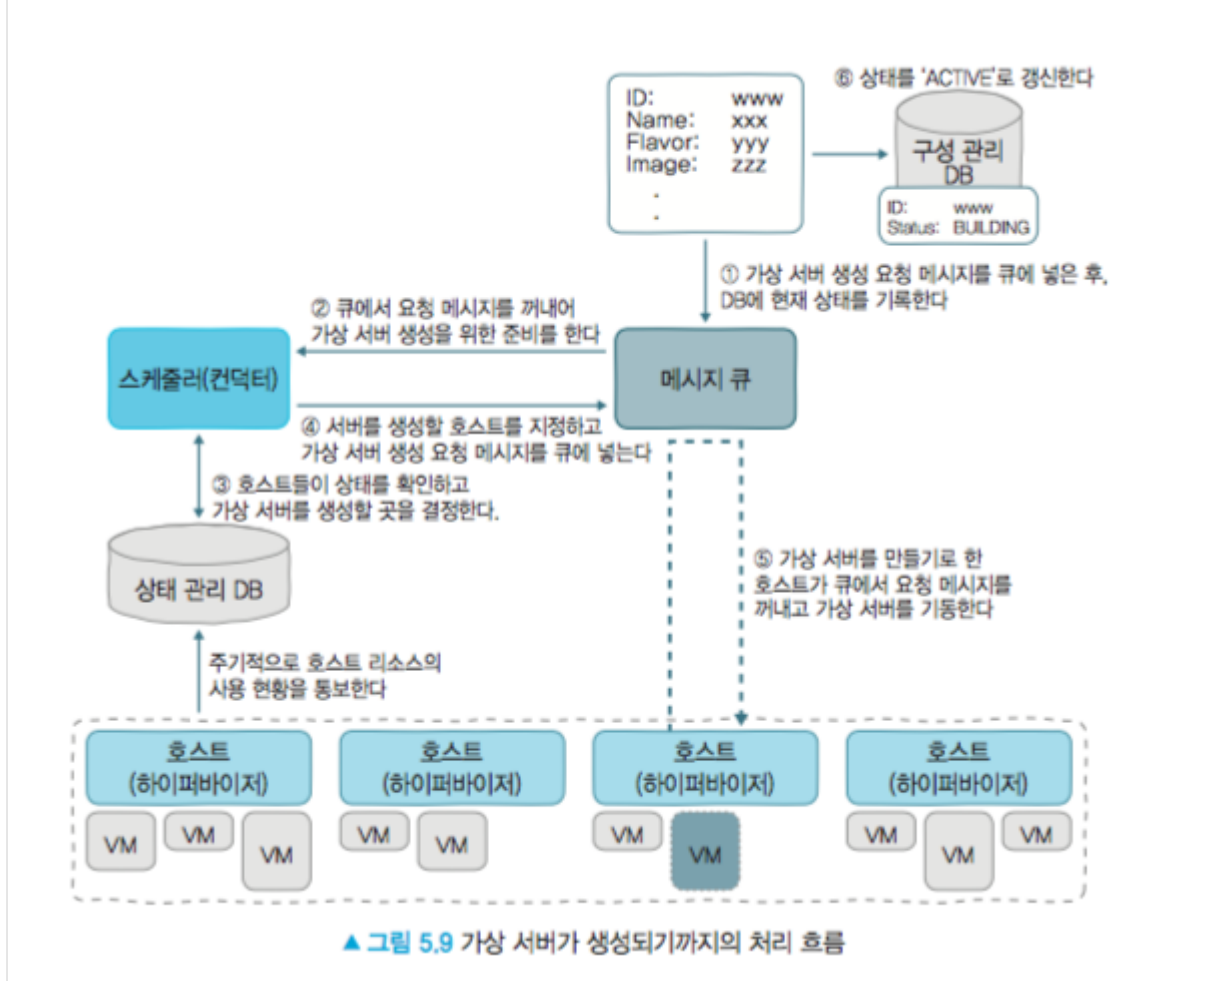 ⑥ 상태를 'ACTIVE'로 갱신한다
ID: www
Name: xxx
Flavor: yyy
Image: zzz
.
.
구성 관리
DB
ID: www
Status: BUILDING
① 가상 서버 생성 요청 메시지를 큐에 넣은 후,
DB에 현재 상태를 기록한다
② 큐에서 요청 메시지를 꺼내어
가상 서버 생성을 위한 준비를 한다
스케줄러(컨덕터)
메시지 큐
④ 서버를 생성할 호스트를 지정하고
가상 서버 생성 요청 메시지를 큐에 넣는다
③ 호스트들이 상태를 확인하고
가상 서버를 생성할 곳을 결정한다.
상태 관리 DB
⑤ 가상 서버를 만들기로 한
호스트가 큐에서 요청 메시지를
꺼내고 가상 서버를 기동한다
주기적으로 호스트 리소스의
사용 현황을 통보한다
호스트
(하이퍼바이저)
호스트
(하이퍼바이저)
호스트
(하이퍼바이저)
호스트
(하이퍼바이저)
VM VM VM
VM VM
VM VM
VM VM VM
▲ 그림 5.9 가상 서버가 생성되기까지의 처리 흐름